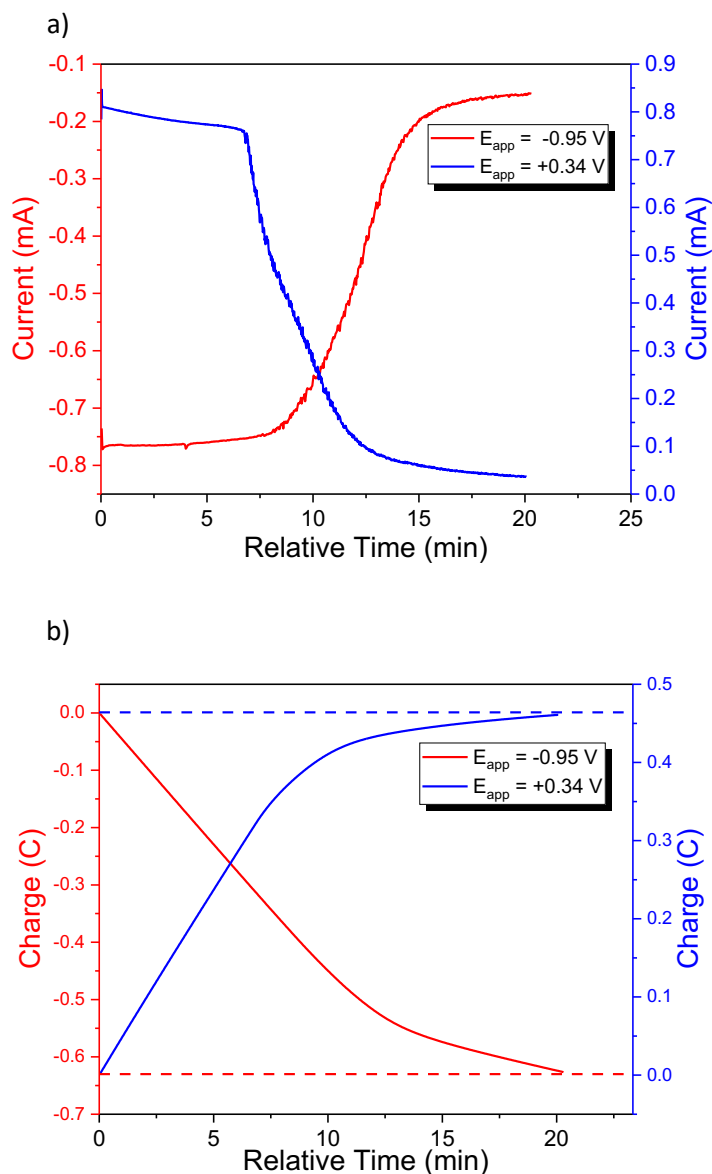 a)
-0.1
-0.2
-0.3
-0.4
-0.5
-0.6
-0.7
-0.8
Current (mA)
0.9
0.8
0.7
0.6
0.5
0.4
0.3
0.2
0.1
0.0
Current (mA)
E_app = -0.95 V
E_app = +0.34 V
0 5 10 15 20 25
Relative Time (min)
b)
0.0
-0.1
-0.2
-0.3
-0.4
-0.5
-0.6
-0.7
Charge (C)
0.5
0.4
0.3
0.2
0.1
0.0
Charge (C)
E_app = -0.95 V
E_app = +0.34 V
0 5 10 15 20
Relative Time (min)